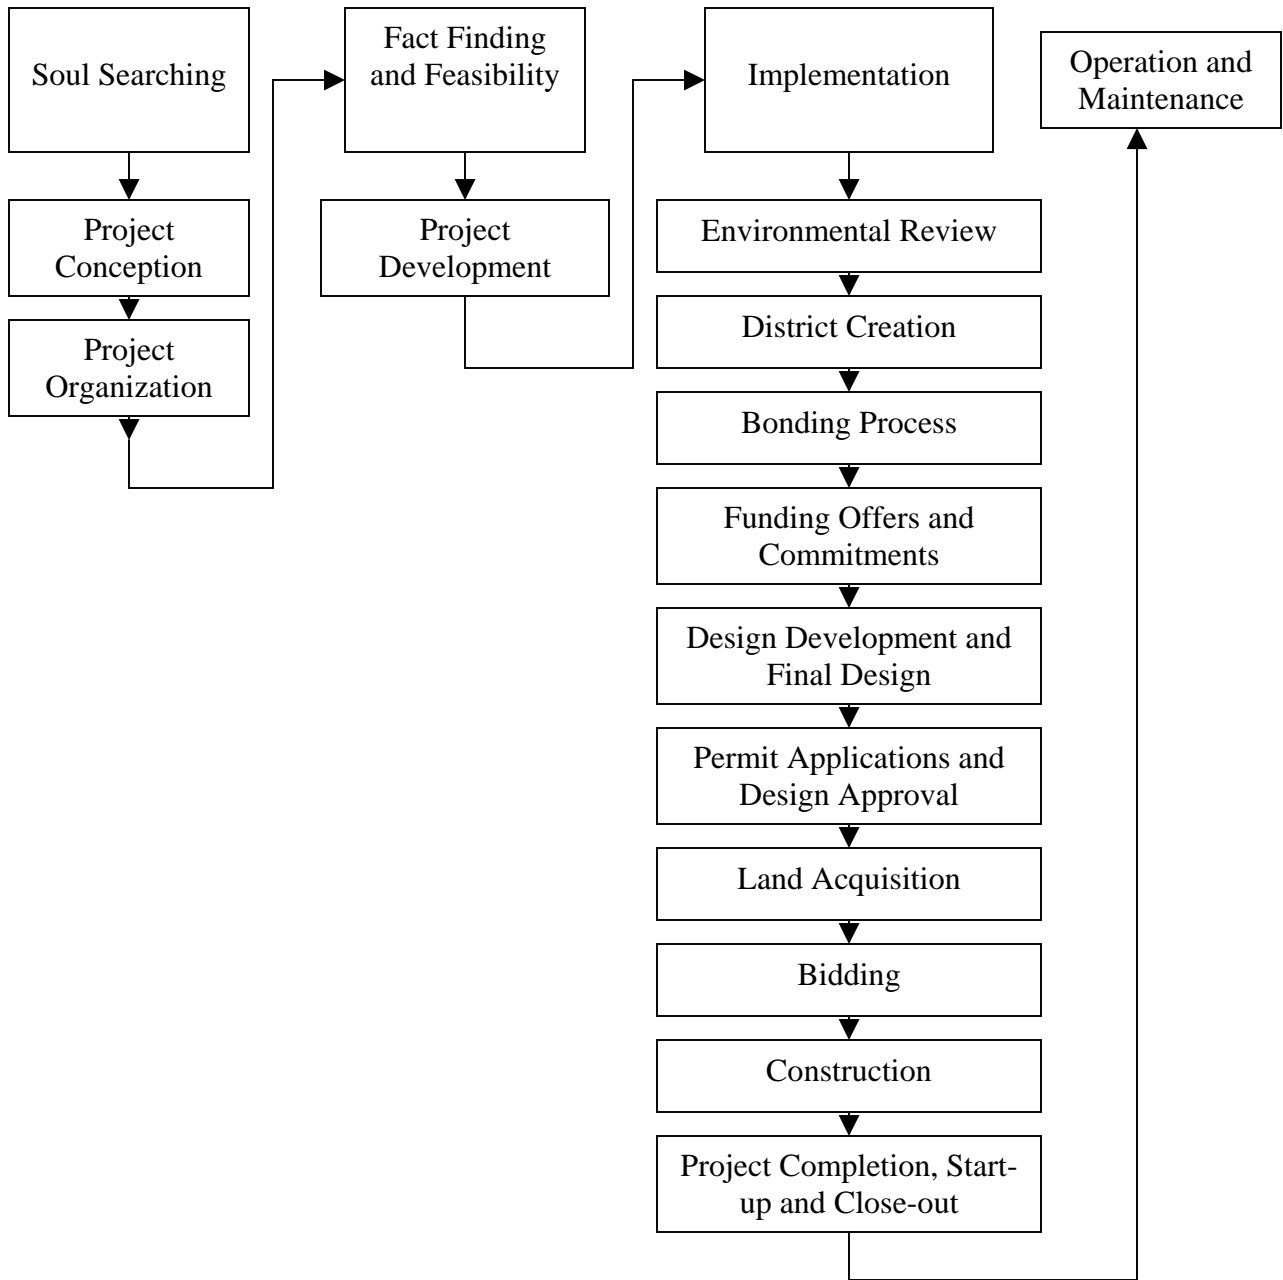 Soul Searching
Project
Conception
Project
Organization
Fact Finding
and Feasibility
Project
Development
Implementation
Environmental Review
District Creation
Bonding Process
Funding Offers and
Commitments
Design Development and
Final Design
Permit Applications and
Design Approval
Land Acquisition
Bidding
Construction
Project Completion, Start-
up and Close-out
Operation and
Maintenance